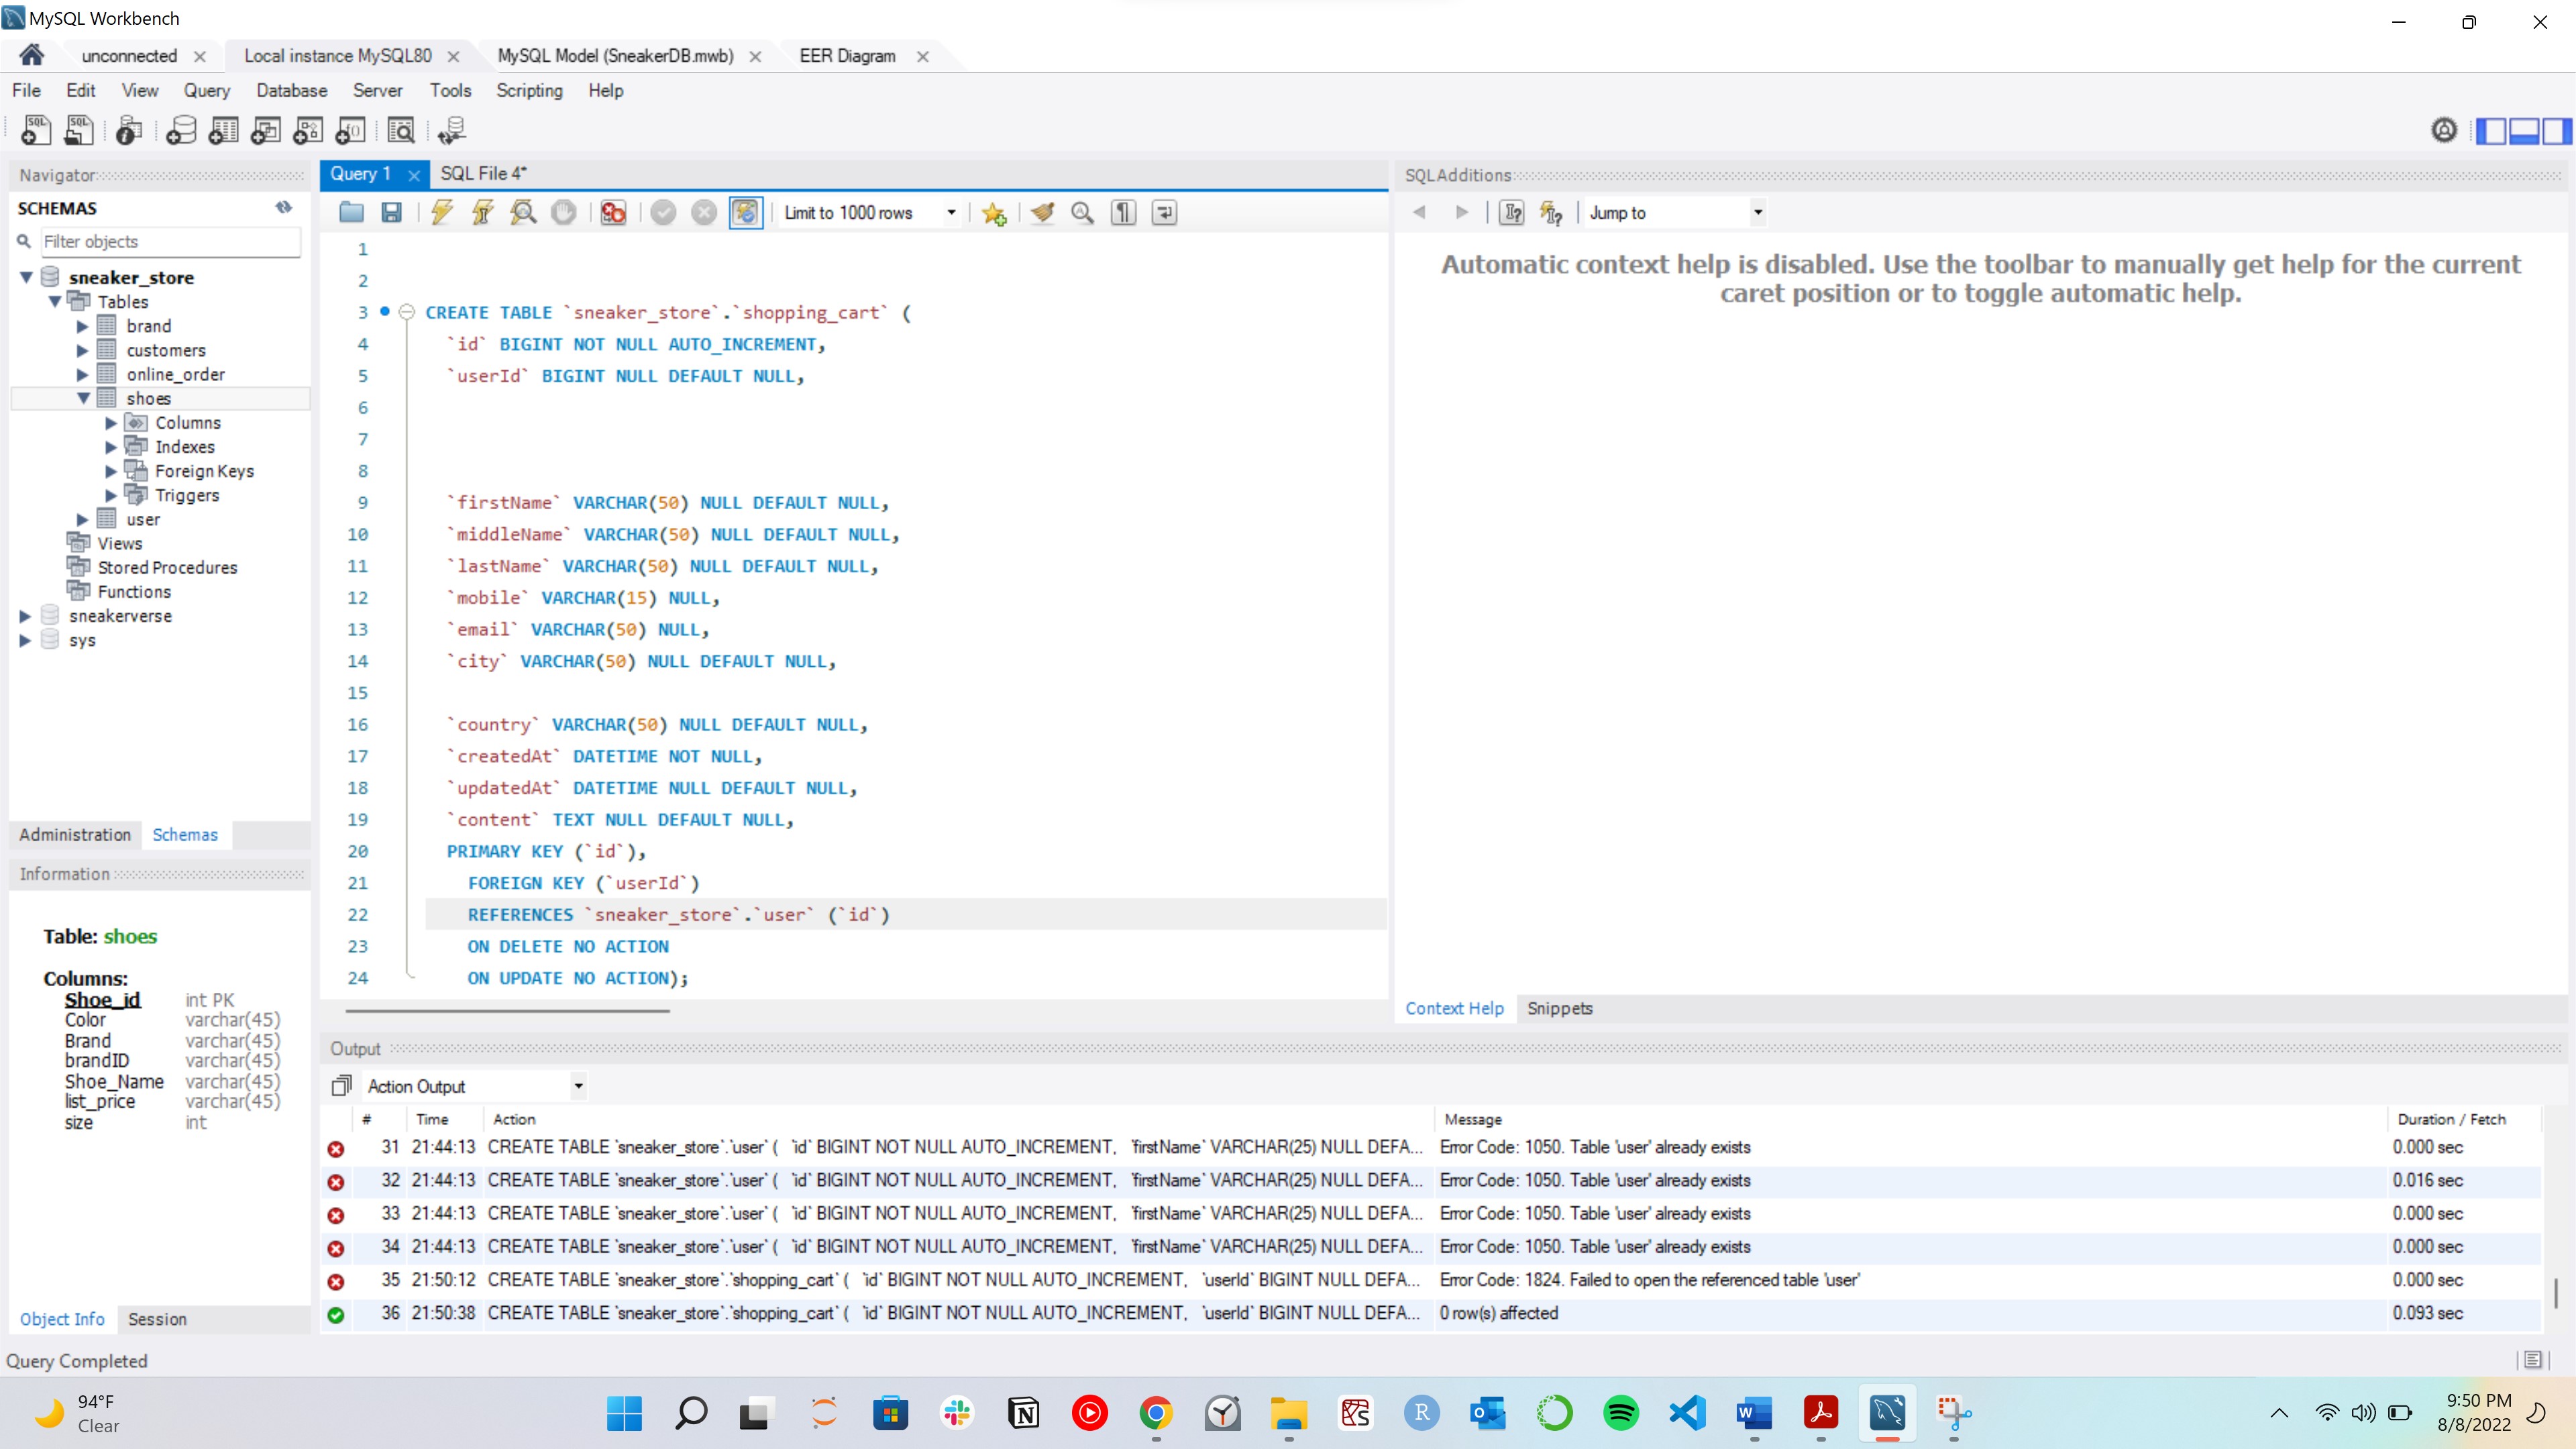 MySQL Workbench
unconnected
Local instance MySQL80
MySQL Model (SneakerDB.mwb)
EER Diagram
File Edit View Query Database Server Tools Scripting Help
Navigator
SCHEMAS
Filter objects
sneaker_store
Tables
brand
customers
online_order
shoes
Columns
Indexes
Foreign Keys
Triggers
user
Views
Stored Procedures
Functions
sneakerverse
sys
Administration Schemas
Information
Table: shoes
Columns:
Shoe_id int PK
Color varchar(45)
Brand varchar(45)
brandID varchar(45)
Shoe_Name varchar(45)
list_price varchar(45)
size int
Object Info Session
Query 1
SQL File 4*
Limit to 1000 rows
1
2
3 CREATE TABLE `sneaker_store`.`shopping_cart` (
4 `id` BIGINT NOT NULL AUTO_INCREMENT,
5 `userId` BIGINT NULL DEFAULT NULL,
6
7
8
9 `firstName` VARCHAR(50) NULL DEFAULT NULL,
10 `middleName` VARCHAR(50) NULL DEFAULT NULL,
11 `lastName` VARCHAR(50) NULL DEFAULT NULL,
12 `mobile` VARCHAR(15) NULL,
13 `email` VARCHAR(50) NULL,
14 `city` VARCHAR(50) NULL DEFAULT NULL,
15
16 `country` VARCHAR(50) NULL DEFAULT NULL,
17 `createdAt` DATETIME NOT NULL,
18 `updatedAt` DATETIME NULL DEFAULT NULL,
19 `content` TEXT NULL DEFAULT NULL,
20 PRIMARY KEY (`id`),
21 FOREIGN KEY (`userId`)
22 REFERENCES `sneaker_store`.`user` (`id`)
23 ON DELETE NO ACTION
24 ON UPDATE NO ACTION);
SQLAdditions
Jump to
Automatic context help is disabled. Use the toolbar to manually get help for the current
caret position or to toggle automatic help.
Context Help Snippets
Output
Action Output
# Time Action Message Duration / Fetch
31 21:44:13 CREATE TABLE `sneaker_store`.`user` ( `id` BIGINT NOT NULL AUTO_INCREMENT, `firstName` VARCHAR(25) NULL DEFA... Error Code: 1050. Table 'user' already exists 0.000 sec
32 21:44:13 CREATE TABLE `sneaker_store`.`user` ( `id` BIGINT NOT NULL AUTO_INCREMENT, `firstName` VARCHAR(25) NULL DEFA... Error Code: 1050. Table 'user' already exists 0.016 sec
33 21:44:13 CREATE TABLE `sneaker_store`.`user` ( `id` BIGINT NOT NULL AUTO_INCREMENT, `firstName` VARCHAR(25) NULL DEFA... Error Code: 1050. Table 'user' already exists 0.000 sec
34 21:44:13 CREATE TABLE `sneaker_store`.`user` ( `id` BIGINT NOT NULL AUTO_INCREMENT, `firstName` VARCHAR(25) NULL DEFA... Error Code: 1050. Table 'user' already exists 0.000 sec
35 21:50:12 CREATE TABLE `sneaker_store`.`shopping_cart` ( `id` BIGINT NOT NULL AUTO_INCREMENT, `userId` BIGINT NULL DEFA... Error Code: 1824. Failed to open the referenced table 'user' 0.000 sec
36 21:50:38 CREATE TABLE `sneaker_store`.`shopping_cart` ( `id` BIGINT NOT NULL AUTO_INCREMENT, `userId` BIGINT NULL DEFA... 0 row(s) affected 0.093 sec
Query Completed
94°F
Clear
9:50 PM
8/8/2022